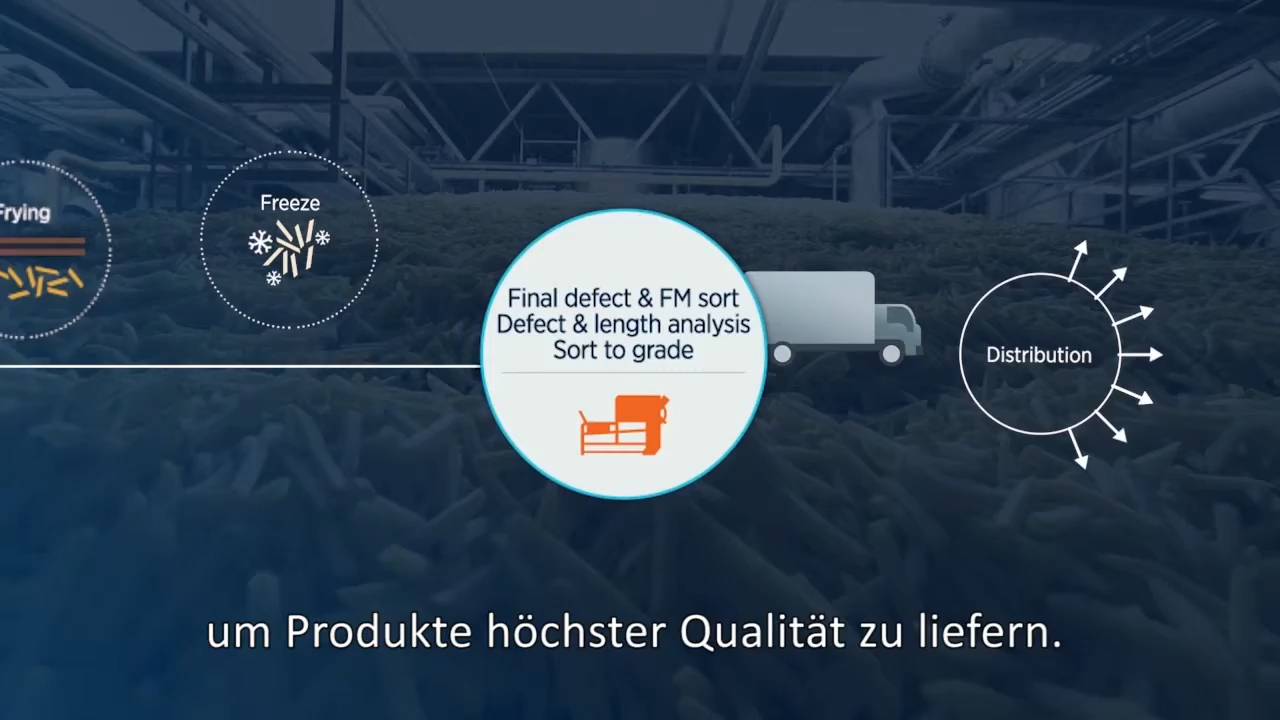 Frying
Freeze
Final defect & FM sort
Defect & length analysis
Sort to grade
Distribution
um Produkte höchster Qualität zu liefern.